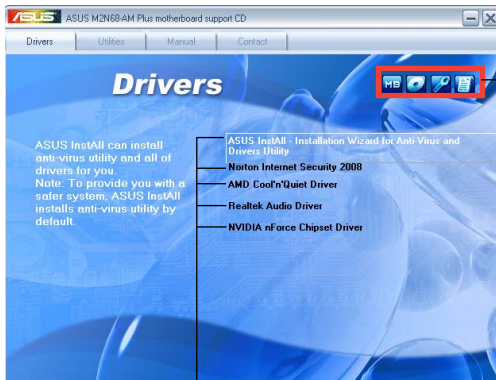 ASUS ASUS M2N68-AM Plus motherboard support CD
Drivers Utilities Manual Contact
Drivers
MB
ASUS InstAll can install
anti-virus utility and all of
drivers for you.
Note: To provide you with a
safer system, ASUS InstAll
installs anti-virus utility by
default.
ASUS InstAll - Installation Wizard for Anti-Virus and
Drivers Utility
Norton Internet Security 2008
AMD Cool'n'Quiet Driver
Realtek Audio Driver
NVIDIA nForce Chipset Driver